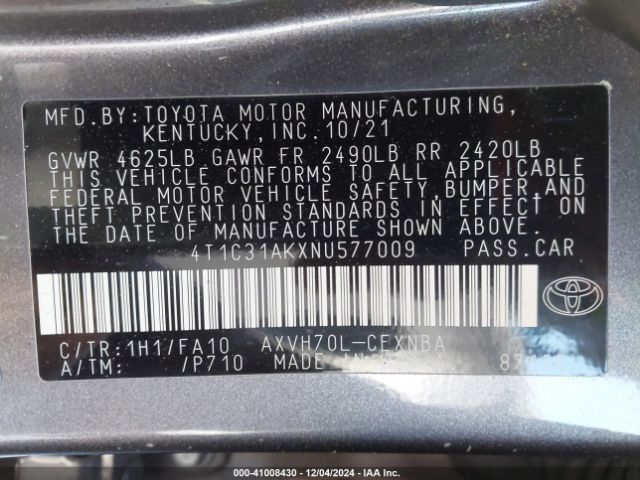 MFD.BY:TOYOTA MOTOR MANUFACTURING,
KENTUCKY,INC.10/21
GVWR 4625LB GAWR FR 2490LB RR 2420LB
THIS VEHICLE CONFORMS TO ALL APPLICABLE
FEDERAL MOTOR VEHICLE SAFETY, BUMPER,AND
THEFT PREVENTION STANDARDS IN EFFECT ON
THE DATE OF MANUFACTURE SHOWN ABOVE.
4T1C31AKXNU577009 PASS.CAR
C/TR:1H1/FA10 AXVH70L-CEXNBA
A/TM: /P710 MADE IN
000-41008430 - 12/04/2024 - IAA